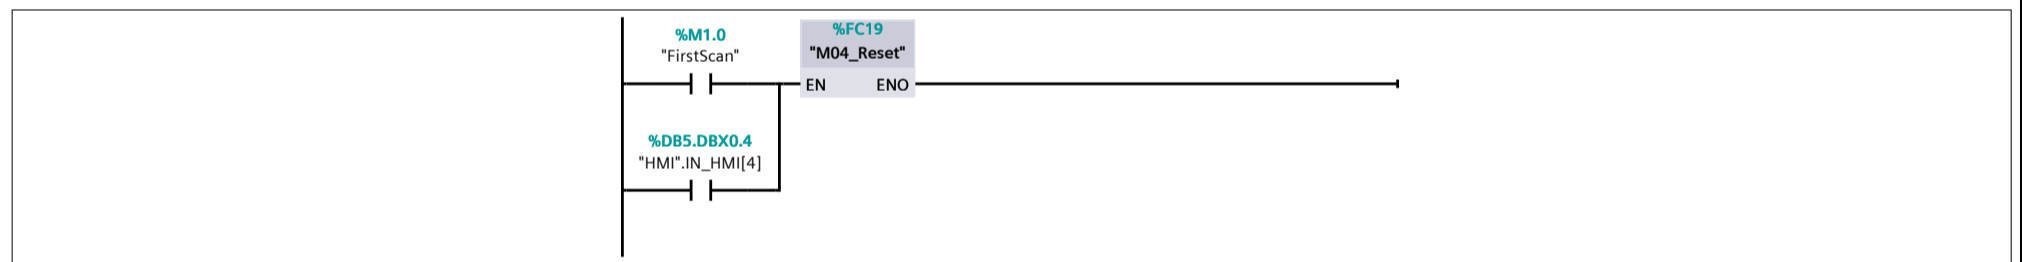 %M1.0
"FirstScan"
%FC19
"M04_Reset"
EN ENO
%DB5.DBX0.4
"HMI".IN_HMI[4]